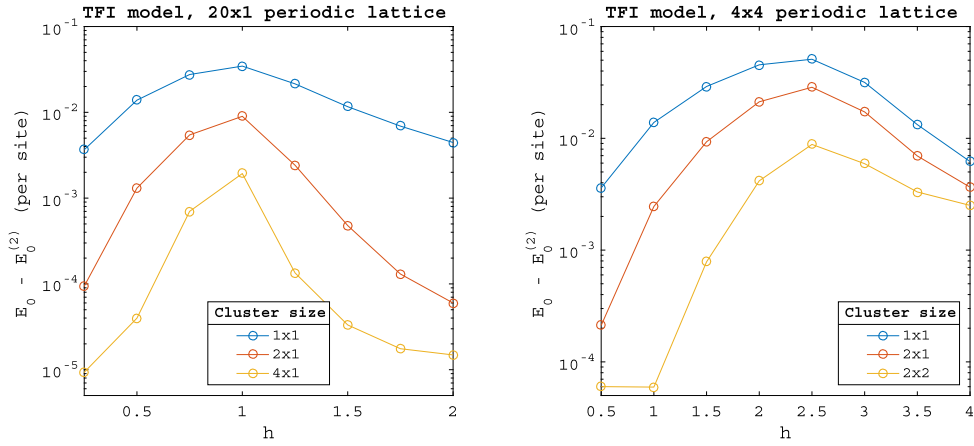 TFI model, 20x1 periodic lattice
10^-1
10^-2
10^-3
10^-4
10^-5
E_0 - E_0^(2) (per site)
0.5
1
1.5
2
h
Cluster size
1x1
2x1
4x1
TFI model, 4x4 periodic lattice
10^-1
10^-2
10^-3
10^-4
E_0 - E_0^(2) (per site)
0.5
1
1.5
2
2.5
3
3.5
4
h
Cluster size
1x1
2x1
2x2